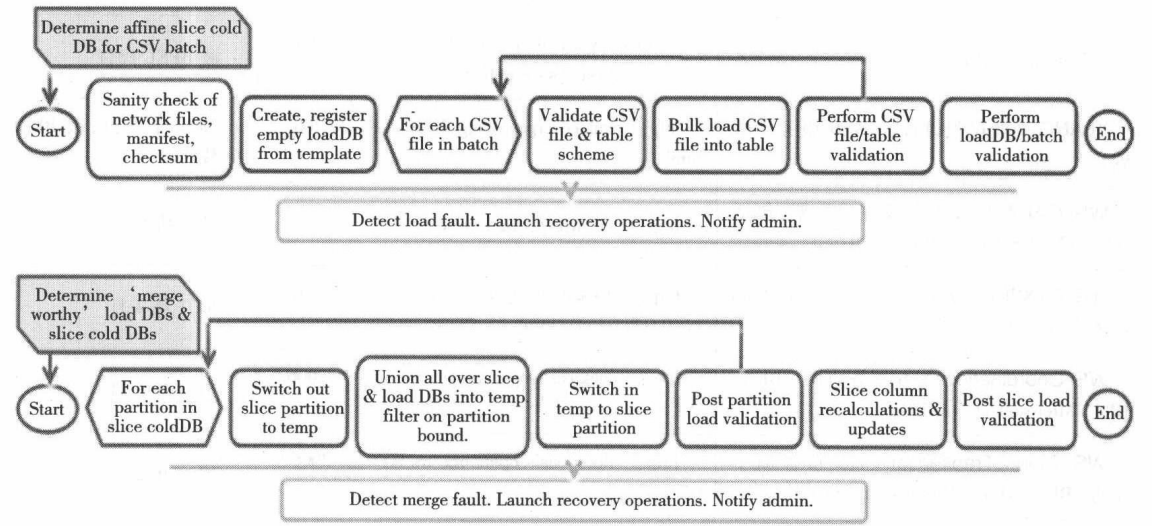 Determine affine slice cold
DB for CSV batch
Start
Sanity check of
network files,
manifest,
checksum
Create, register
empty loadDB
from template
For each CSV
file in batch
Validate CSV
file & table
scheme
Bulk load CSV
file into table
Perform CSV
file/table
validation
Perform
loadDB/batch
validation
End
Detect load fault. Launch recovery operations. Notify admin.
Determine ‘merge
worthy’ load DBs &
slice cold DBs
Start
For each
partition in
slice coldDB
Switch out
slice partition
to temp
Union all over slice
& load DBs into temp
filter on partition
bound.
Switch in
temp to slice
partition
Post partition
load validation
Slice column
recalculations &
updates
Post slice load
validation
End
Detect merge fault. Launch recovery operations. Notify admin.